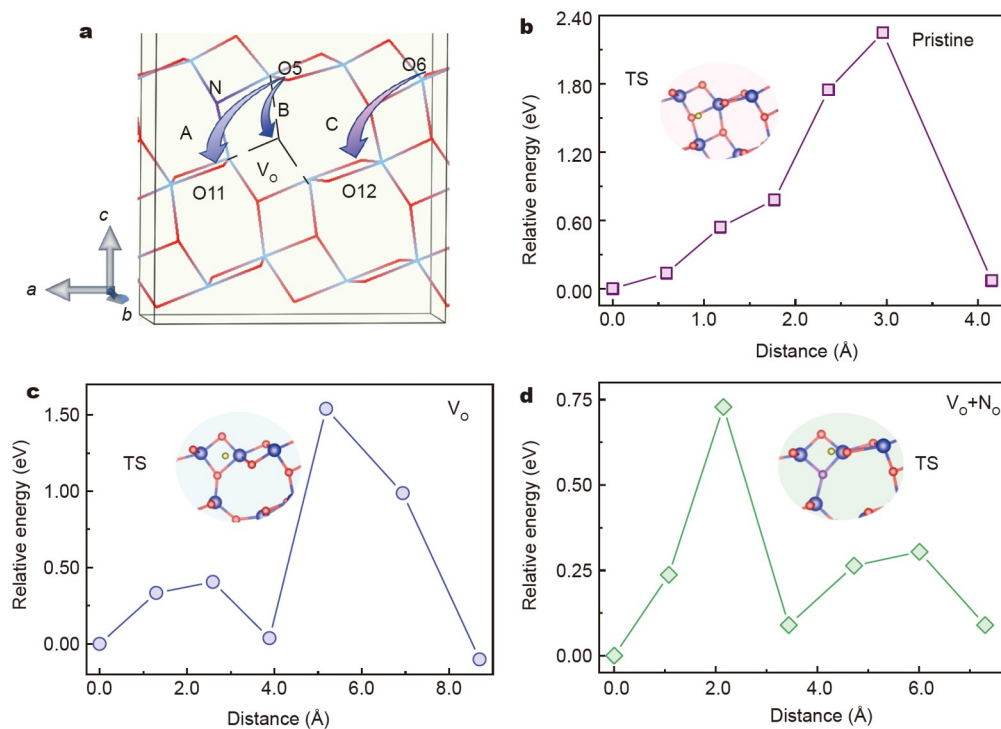 a
N
O5
O6
A
B
C
V_O
O11
O12
c
a
b
b
Pristine
TS
Relative energy (eV)
2.40
1.80
1.20
0.60
0.00
0.0 1.0 2.0 3.0 4.0
Distance (Å)
c
V_O
TS
Relative energy (eV)
1.50
1.00
0.50
0.00
0.0 2.0 4.0 6.0 8.0
Distance (Å)
d
V_O+N_O
TS
Relative energy (eV)
0.75
0.50
0.25
0.00
0.0 2.0 4.0 6.0
Distance (Å)